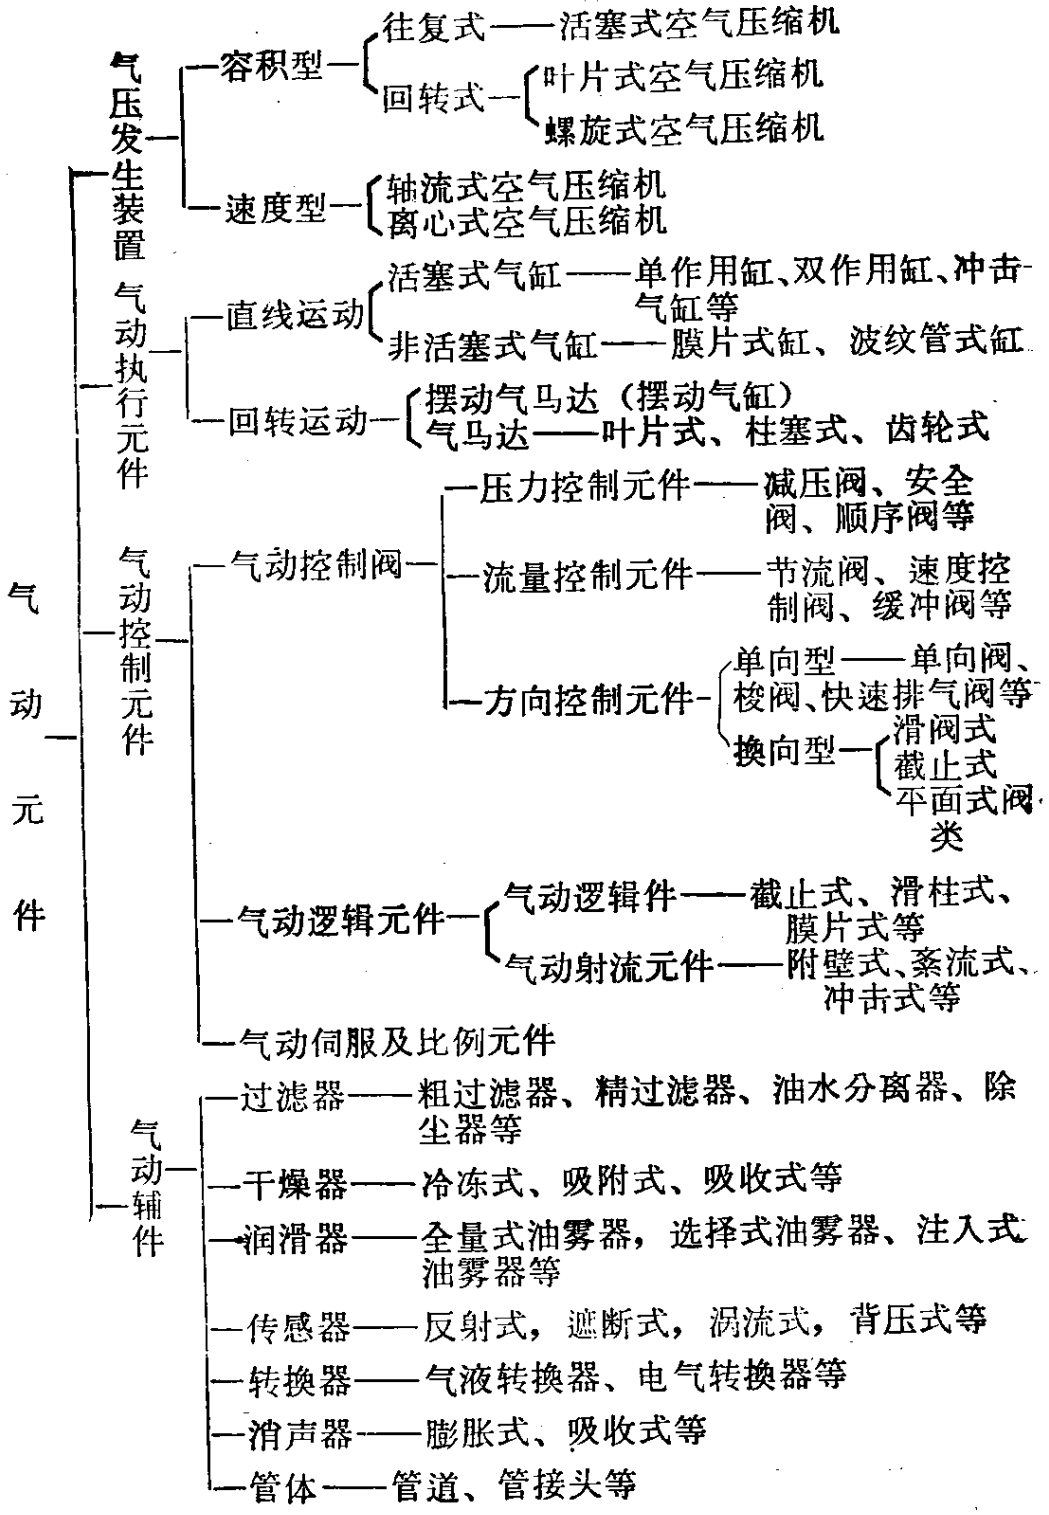 气动元件
气压发生装置
容积型
往复式——活塞式空气压缩机
回转式
叶片式空气压缩机
螺旋式空气压缩机
速度型
轴流式空气压缩机
离心式空气压缩机
气动执行元件
直线运动
活塞式气缸——单作用缸、双作用缸、冲击
气缸等
非活塞式气缸——膜片式缸、波纹管式缸
回转运动
摆动气马达（摆动气缸）
气马达——叶片式、柱塞式、齿轮式
气动控制元件
气动控制阀
压力控制元件——减压阀、安全
阀、顺序阀等
流量控制元件——节流阀、速度控
制阀、缓冲阀等
方向控制元件
单向型——单向阀、
梭阀、快速排气阀等
换向型
滑阀式
截止式
平面式阀
类
气动逻辑元件
气动逻辑件——截止式、滑柱式、
膜片式等
气动射流元件——附壁式、紊流式、
冲击式等
气动伺服及比例元件
气动辅件
过滤器——粗过滤器、精过滤器、油水分离器、除
尘器等
干燥器——冷冻式、吸附式、吸收式等
润滑器——全量式油雾器，选择式油雾器、注入式
油雾器等
传感器——反射式，遮断式，涡流式，背压式等
转换器——气液转换器、电气转换器等
消声器——膨胀式、吸收式等
管体——管道、管接头等